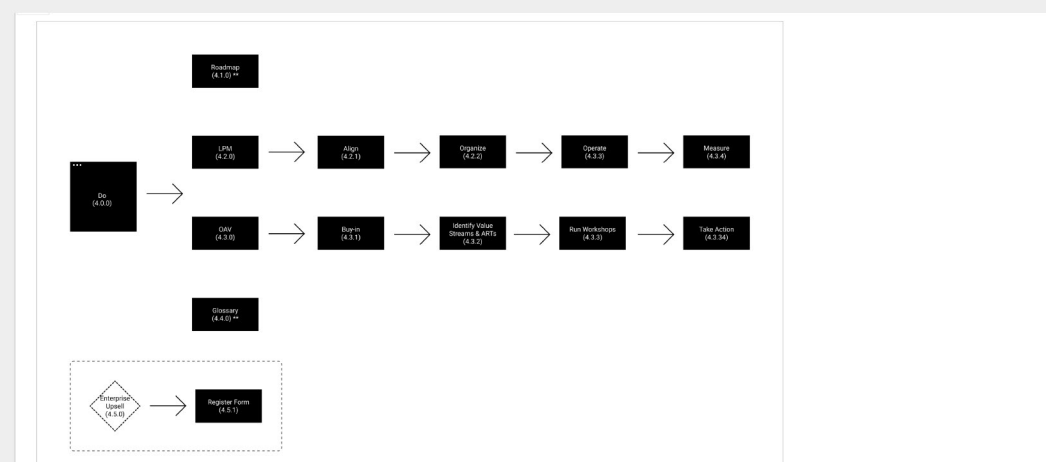 Roadmap
(4.1.0) **
LPM
(4.2.0)
Align
(4.2.1)
Organize
(4.2.2)
Operate
(4.3.3)
Measure
(4.3.4)
Do
(4.0.0)
OAV
(4.3.0)
Buy-in
(4.3.1)
Identify Value
Streams & ARTs
(4.3.2)
Run Workshops
(4.3.3)
Take Action
(4.3.34)
Glossary
(4.4.0) **
Enterprise
Upsell
(4.5.0)
Register Form
(4.5.1)